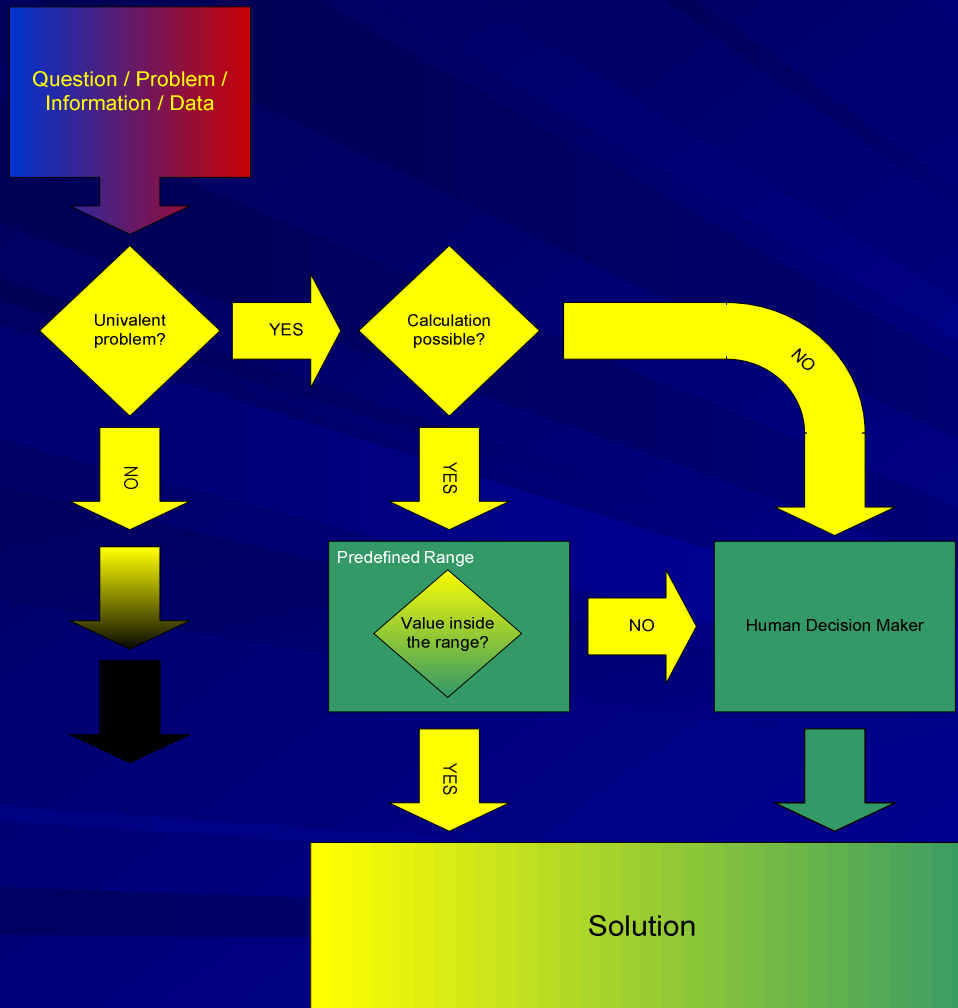 Question / Problem /
Information / Data
Univalent
problem?
YES
Calculation
possible?
NO
NO
YES
Predefined Range
Value inside
the range?
NO
Human Decision Maker
YES
Solution